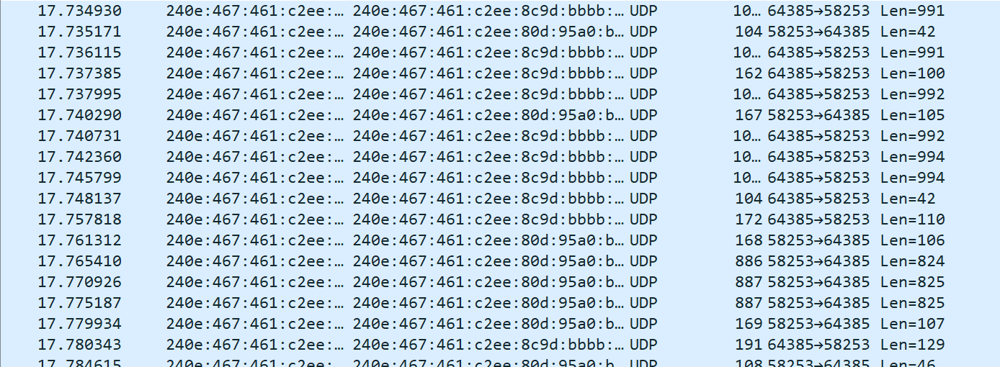 17.734930 240e:467:461:c2ee:… 240e:467:461:c2ee:8c9d:bbbb:… UDP 10… 64385→58253 Len=991
17.735171 240e:467:461:c2ee:… 240e:467:461:c2ee:80d:95a0:b… UDP 104 58253→64385 Len=42
17.736115 240e:467:461:c2ee:… 240e:467:461:c2ee:8c9d:bbbb:… UDP 10… 64385→58253 Len=991
17.737385 240e:467:461:c2ee:… 240e:467:461:c2ee:8c9d:bbbb:… UDP 162 64385→58253 Len=100
17.737995 240e:467:461:c2ee:… 240e:467:461:c2ee:8c9d:bbbb:… UDP 10… 64385→58253 Len=992
17.740290 240e:467:461:c2ee:… 240e:467:461:c2ee:80d:95a0:b… UDP 167 58253→64385 Len=105
17.740731 240e:467:461:c2ee:… 240e:467:461:c2ee:8c9d:bbbb:… UDP 10… 64385→58253 Len=992
17.742360 240e:467:461:c2ee:… 240e:467:461:c2ee:8c9d:bbbb:… UDP 10… 64385→58253 Len=994
17.745799 240e:467:461:c2ee:… 240e:467:461:c2ee:8c9d:bbbb:… UDP 10… 64385→58253 Len=994
17.748137 240e:467:461:c2ee:… 240e:467:461:c2ee:8c9d:bbbb:… UDP 104 64385→58253 Len=42
17.757818 240e:467:461:c2ee:… 240e:467:461:c2ee:8c9d:bbbb:… UDP 172 64385→58253 Len=110
17.761312 240e:467:461:c2ee:… 240e:467:461:c2ee:80d:95a0:b… UDP 168 58253→64385 Len=106
17.765410 240e:467:461:c2ee:… 240e:467:461:c2ee:80d:95a0:b… UDP 886 58253→64385 Len=824
17.770926 240e:467:461:c2ee:… 240e:467:461:c2ee:80d:95a0:b… UDP 887 58253→64385 Len=825
17.775187 240e:467:461:c2ee:… 240e:467:461:c2ee:80d:95a0:b… UDP 887 58253→64385 Len=825
17.779934 240e:467:461:c2ee:… 240e:467:461:c2ee:80d:95a0:b… UDP 169 58253→64385 Len=107
17.780343 240e:467:461:c2ee:… 240e:467:461:c2ee:8c9d:bbbb:… UDP 191 64385→58253 Len=129
17.784615 240e:467:461:c2ee:… 240e:467:461:c2ee:80d:95a0:b… UDP 108 58253→64385 Len=46